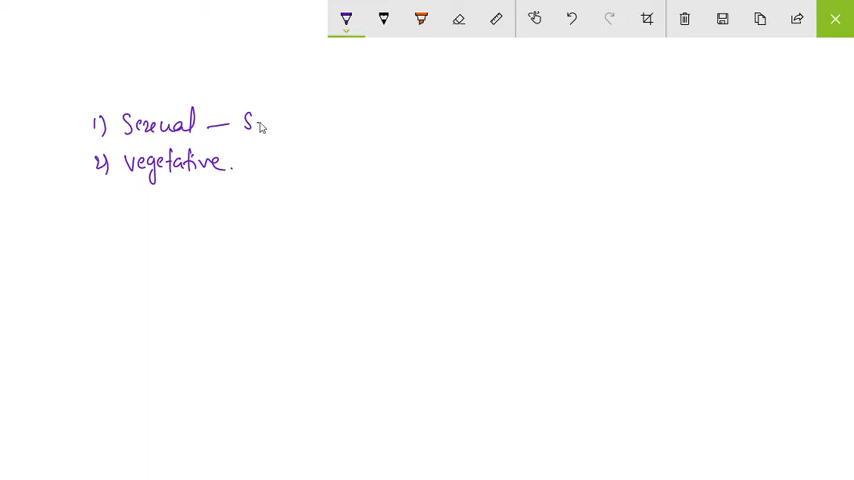 1) Sexual — S
2) Vegetative.